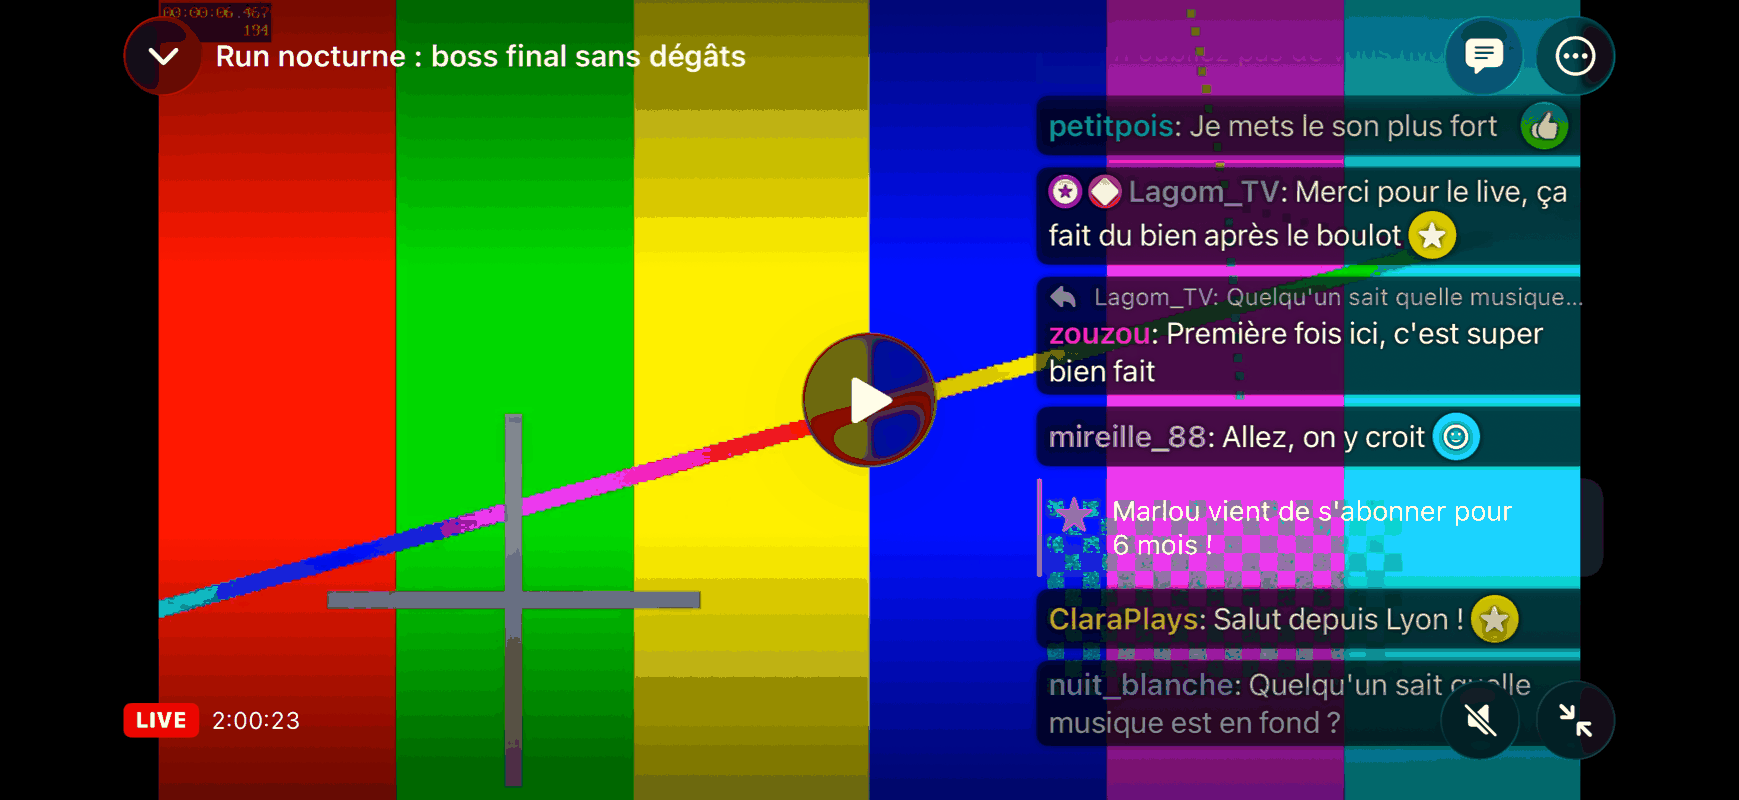 00:00:06.467
194
Run nocturne : boss final sans dégâts
petitpois: Je mets le son plus fort
Lagom_TV: Merci pour le live, ça
fait du bien après le boulot
Lagom_TV: Quelqu'un sait quelle musique...
zouzou: Première fois ici, c'est super
bien fait
mireille_88: Allez, on y croit
Marlou vient de s'abonner pour
6 mois !
ClaraPlays: Salut depuis Lyon !
nuit_blanche: Quelqu'un sait quelle
musique est en fond ?
LIVE 2:00:23